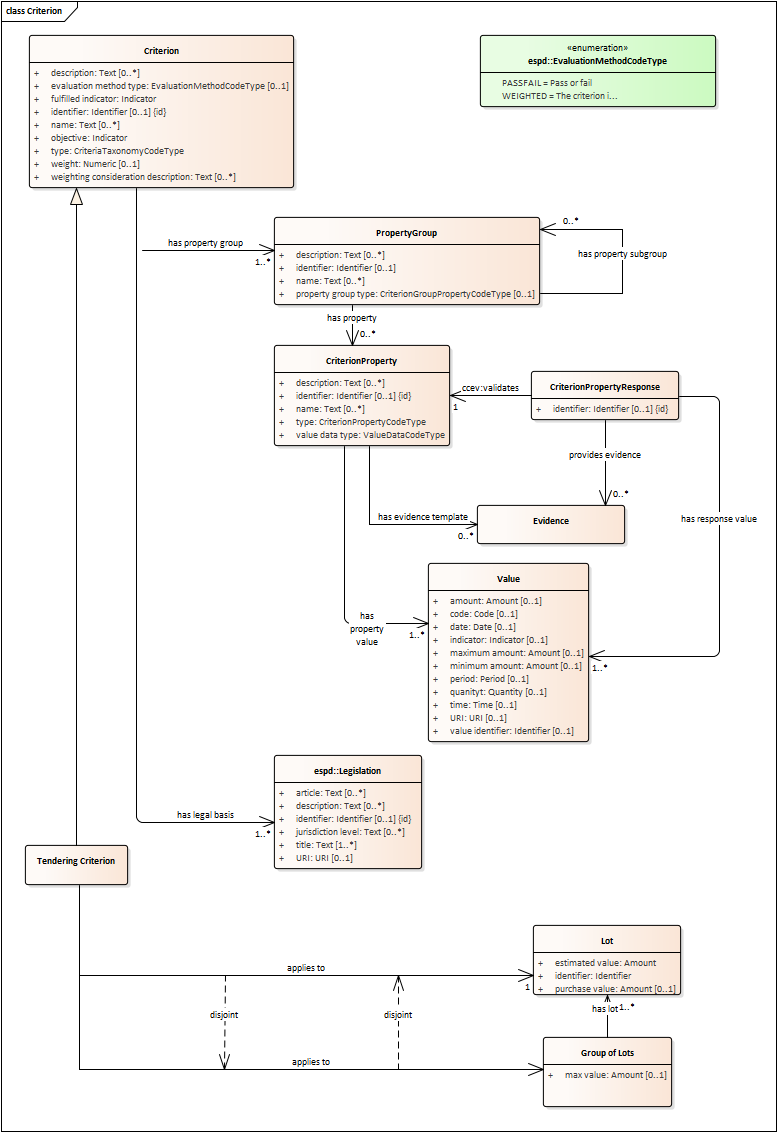 class Criterion
Criterion
+ description: Text [0..*]
+ evaluation method type: EvaluationMethodCodeType [0..1]
+ fulfilled indicator: Indicator
+ identifier: Identifier [0..1] {id}
+ name: Text [0..*]
+ objective: Indicator
+ type: CriteriaTaxonomyCodeType
+ weight: Numeric [0..1]
+ weighting consideration description: Text [0..*]
«enumeration»
espd::EvaluationMethodCodeType
PASSFAIL = Pass or fail
WEIGHTED = The criterion i...
has property group
1..*
PropertyGroup
+ description: Text [0..*]
+ identifier: Identifier [0..1]
+ name: Text [0..*]
+ property group type: CriterionGroupPropertyCodeType [0..1]
0..*
has property subgroup
has property
0..*
CriterionProperty
+ description: Text [0..*]
+ identifier: Identifier [0..1] {id}
+ name: Text [0..*]
+ type: CriterionPropertyCodeType
+ value data type: ValueDataCodeType
ccev:validates
1
CriterionPropertyResponse
+ identifier: Identifier [0..1] {id}
provides evidence
0..*
has response value
1..*
has evidence template
0..*
Evidence
has
property
value
1..*
Value
+ amount: Amount [0..1]
+ code: Code [0..1]
+ date: Date [0..1]
+ indicator: Indicator [0..1]
+ maximum amount: Amount [0..1]
+ minimum amount: Amount [0..1]
+ period: Period [0..1]
+ quanityt: Quantity [0..1]
+ time: Time [0..1]
+ URI: URI [0..1]
+ value identifier: Identifier [0..1]
has legal basis
1..*
espd::Legislation
+ article: Text [0..*]
+ description: Text [0..*]
+ identifier: Identifier [0..1] {id}
+ jurisdiction level: Text [0..*]
+ title: Text [1..*]
+ URI: URI [0..1]
Tendering Criterion
applies to
1
Lot
+ estimated value: Amount
+ identifier: Identifier
+ purchase value: Amount [0..1]
has lot
1..*
disjoint
disjoint
applies to
Group of Lots
+ max value: Amount [0..1]